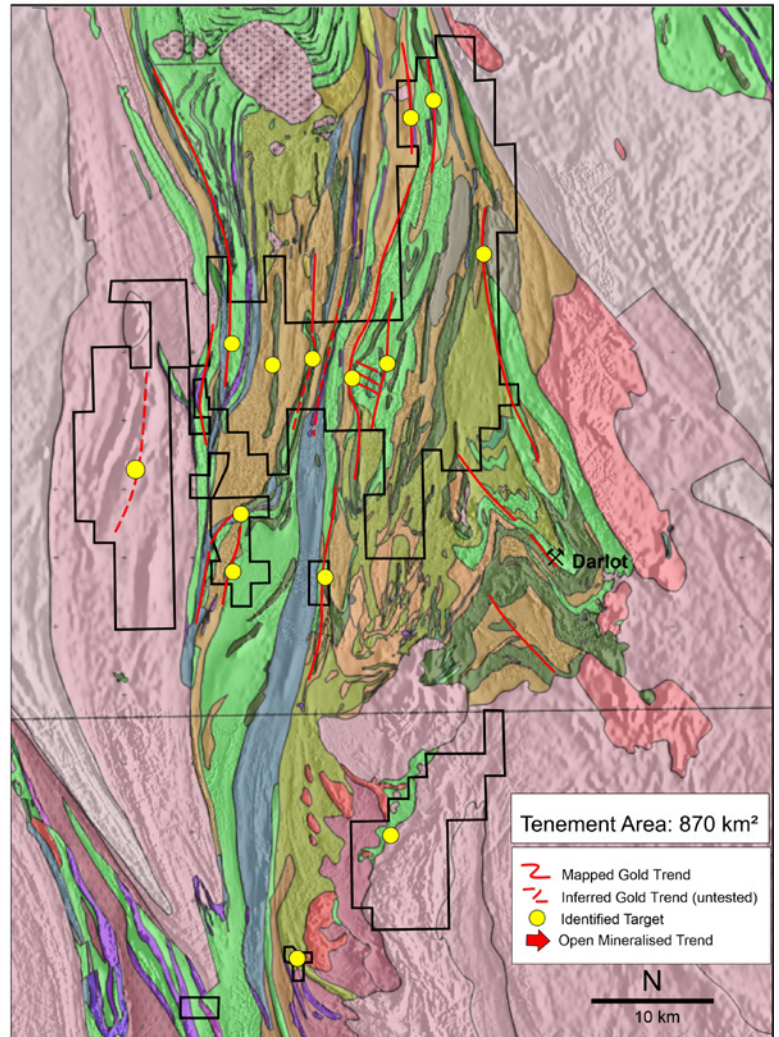 Darlot
Tenement Area: 870 km²
Mapped Gold Trend
Inferred Gold Trend (untested)
Identified Target
Open Mineralised Trend
N
10 km